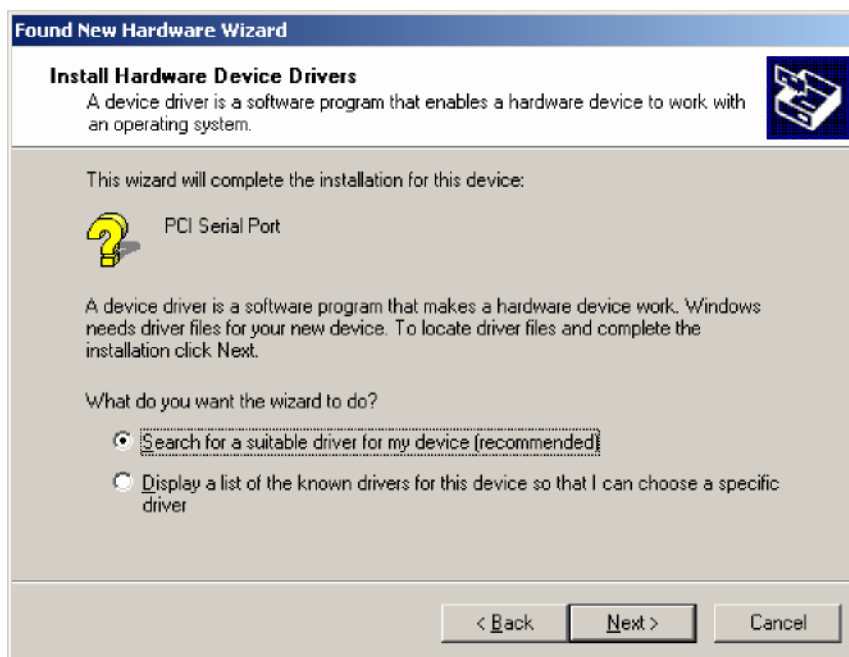 Found New Hardware Wizard
Install Hardware Device Drivers
A device driver is a software program that enables a hardware device to work with
an operating system.
This wizard will complete the installation for this device:
PCI Serial Port
A device driver is a software program that makes a hardware device work. Windows
needs driver files for your new device. To locate driver files and complete the
installation click Next.
What do you want the wizard to do?
Search for a suitable driver for my device (recommended)
Display a list of the known drivers for this device so that I can choose a specific
driver
< Back
Next >
Cancel